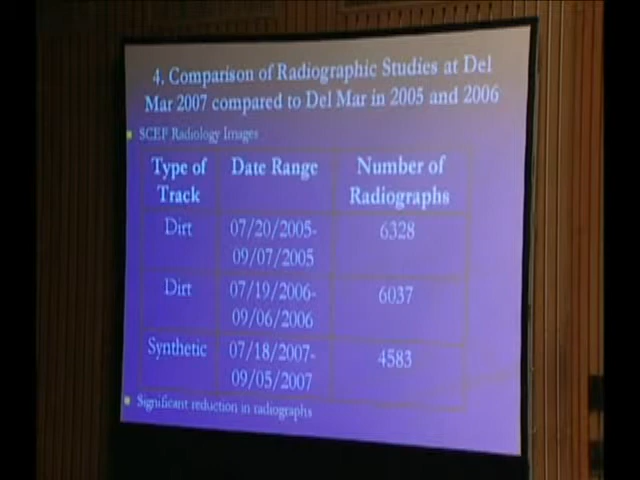 4. Comparison of Radiographic Studies at Del
Mar 2007 compared to Del Mar in 2005 and 2006
SCEF Radiology Images
Type of Track | Date Range | Number of Radiographs
Dirt | 07/20/2005-09/07/2005 | 6328
Dirt | 07/19/2006-09/06/2006 | 6037
Synthetic | 07/18/2007-09/05/2007 | 4583
Significant reduction in radiographs